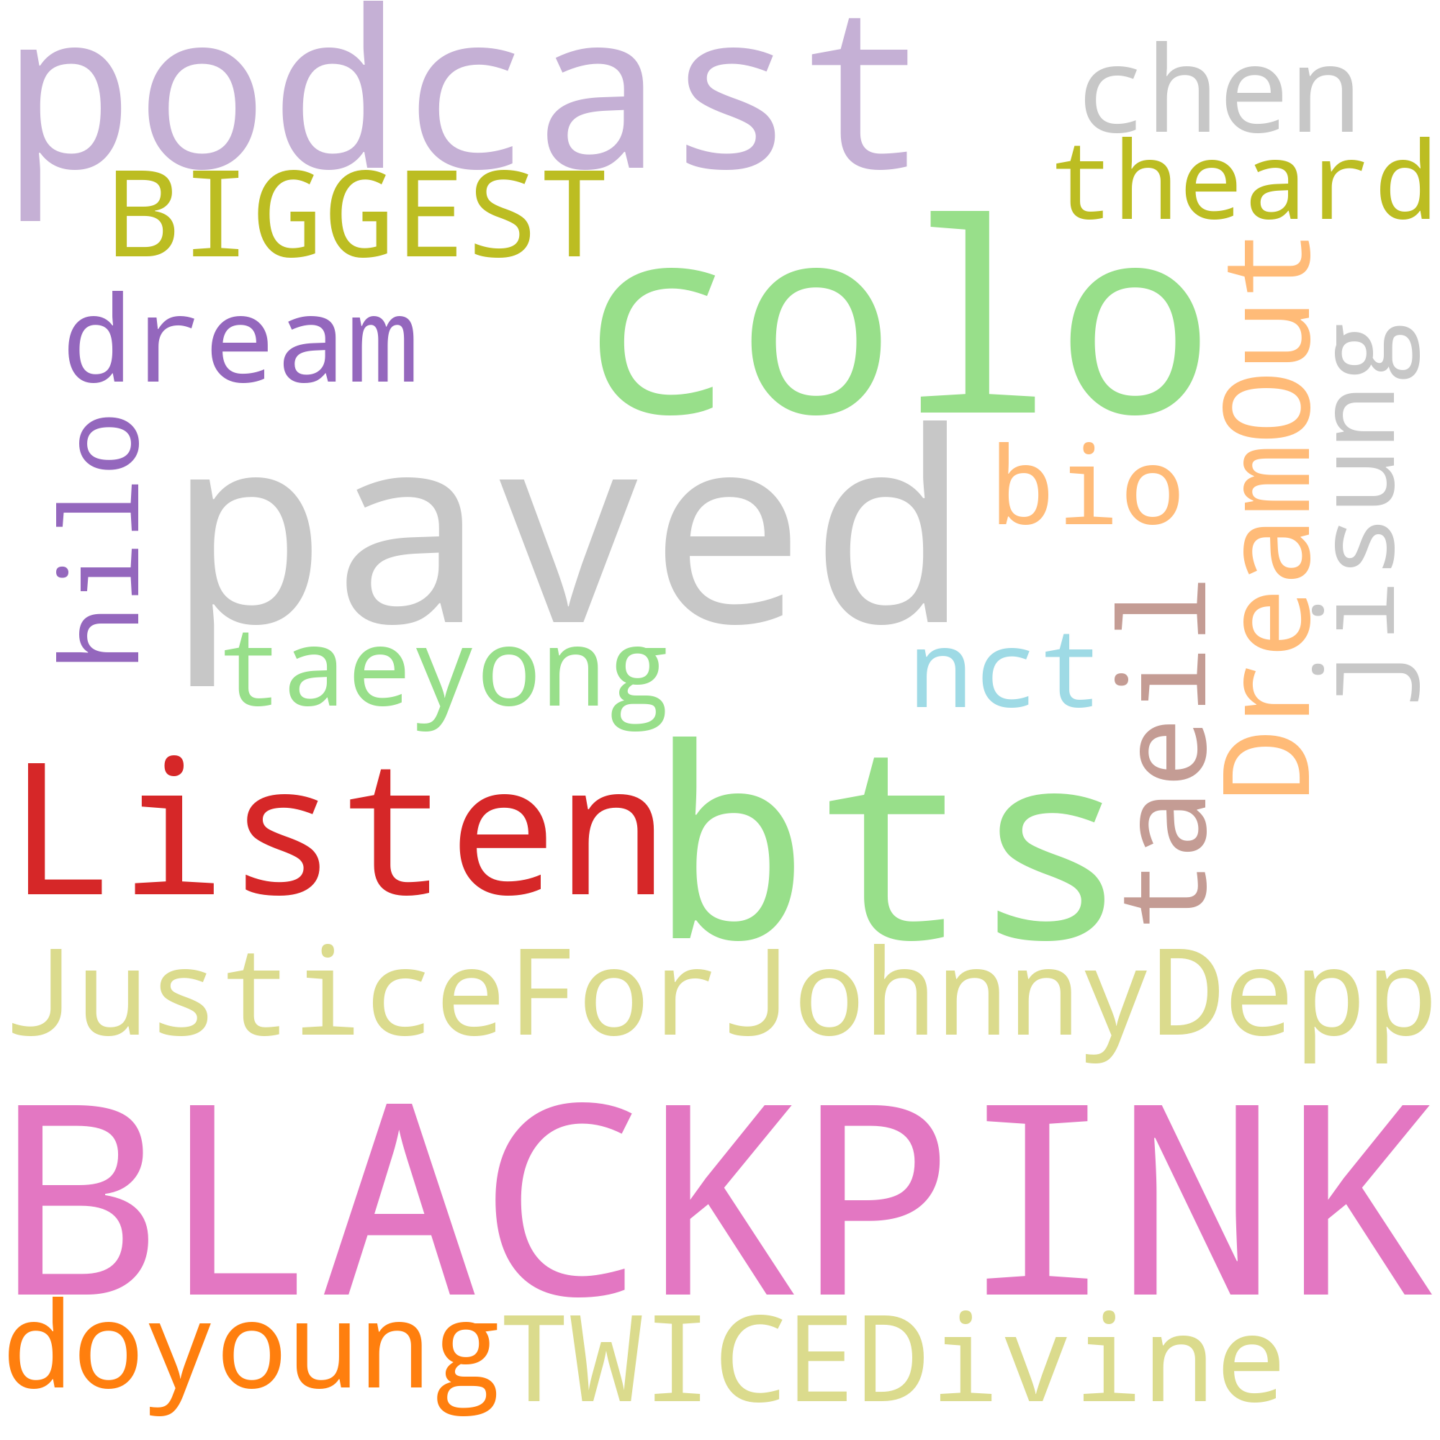 podcast
chen
theard
BIGGEST
colo
dream
DreamOut
jisung
hilo
paved
bio
taeyong
nct
taeil
Listen
bts
JusticeForJohnnyDepp
BLACKPINK
doyoung
TWICEDivine